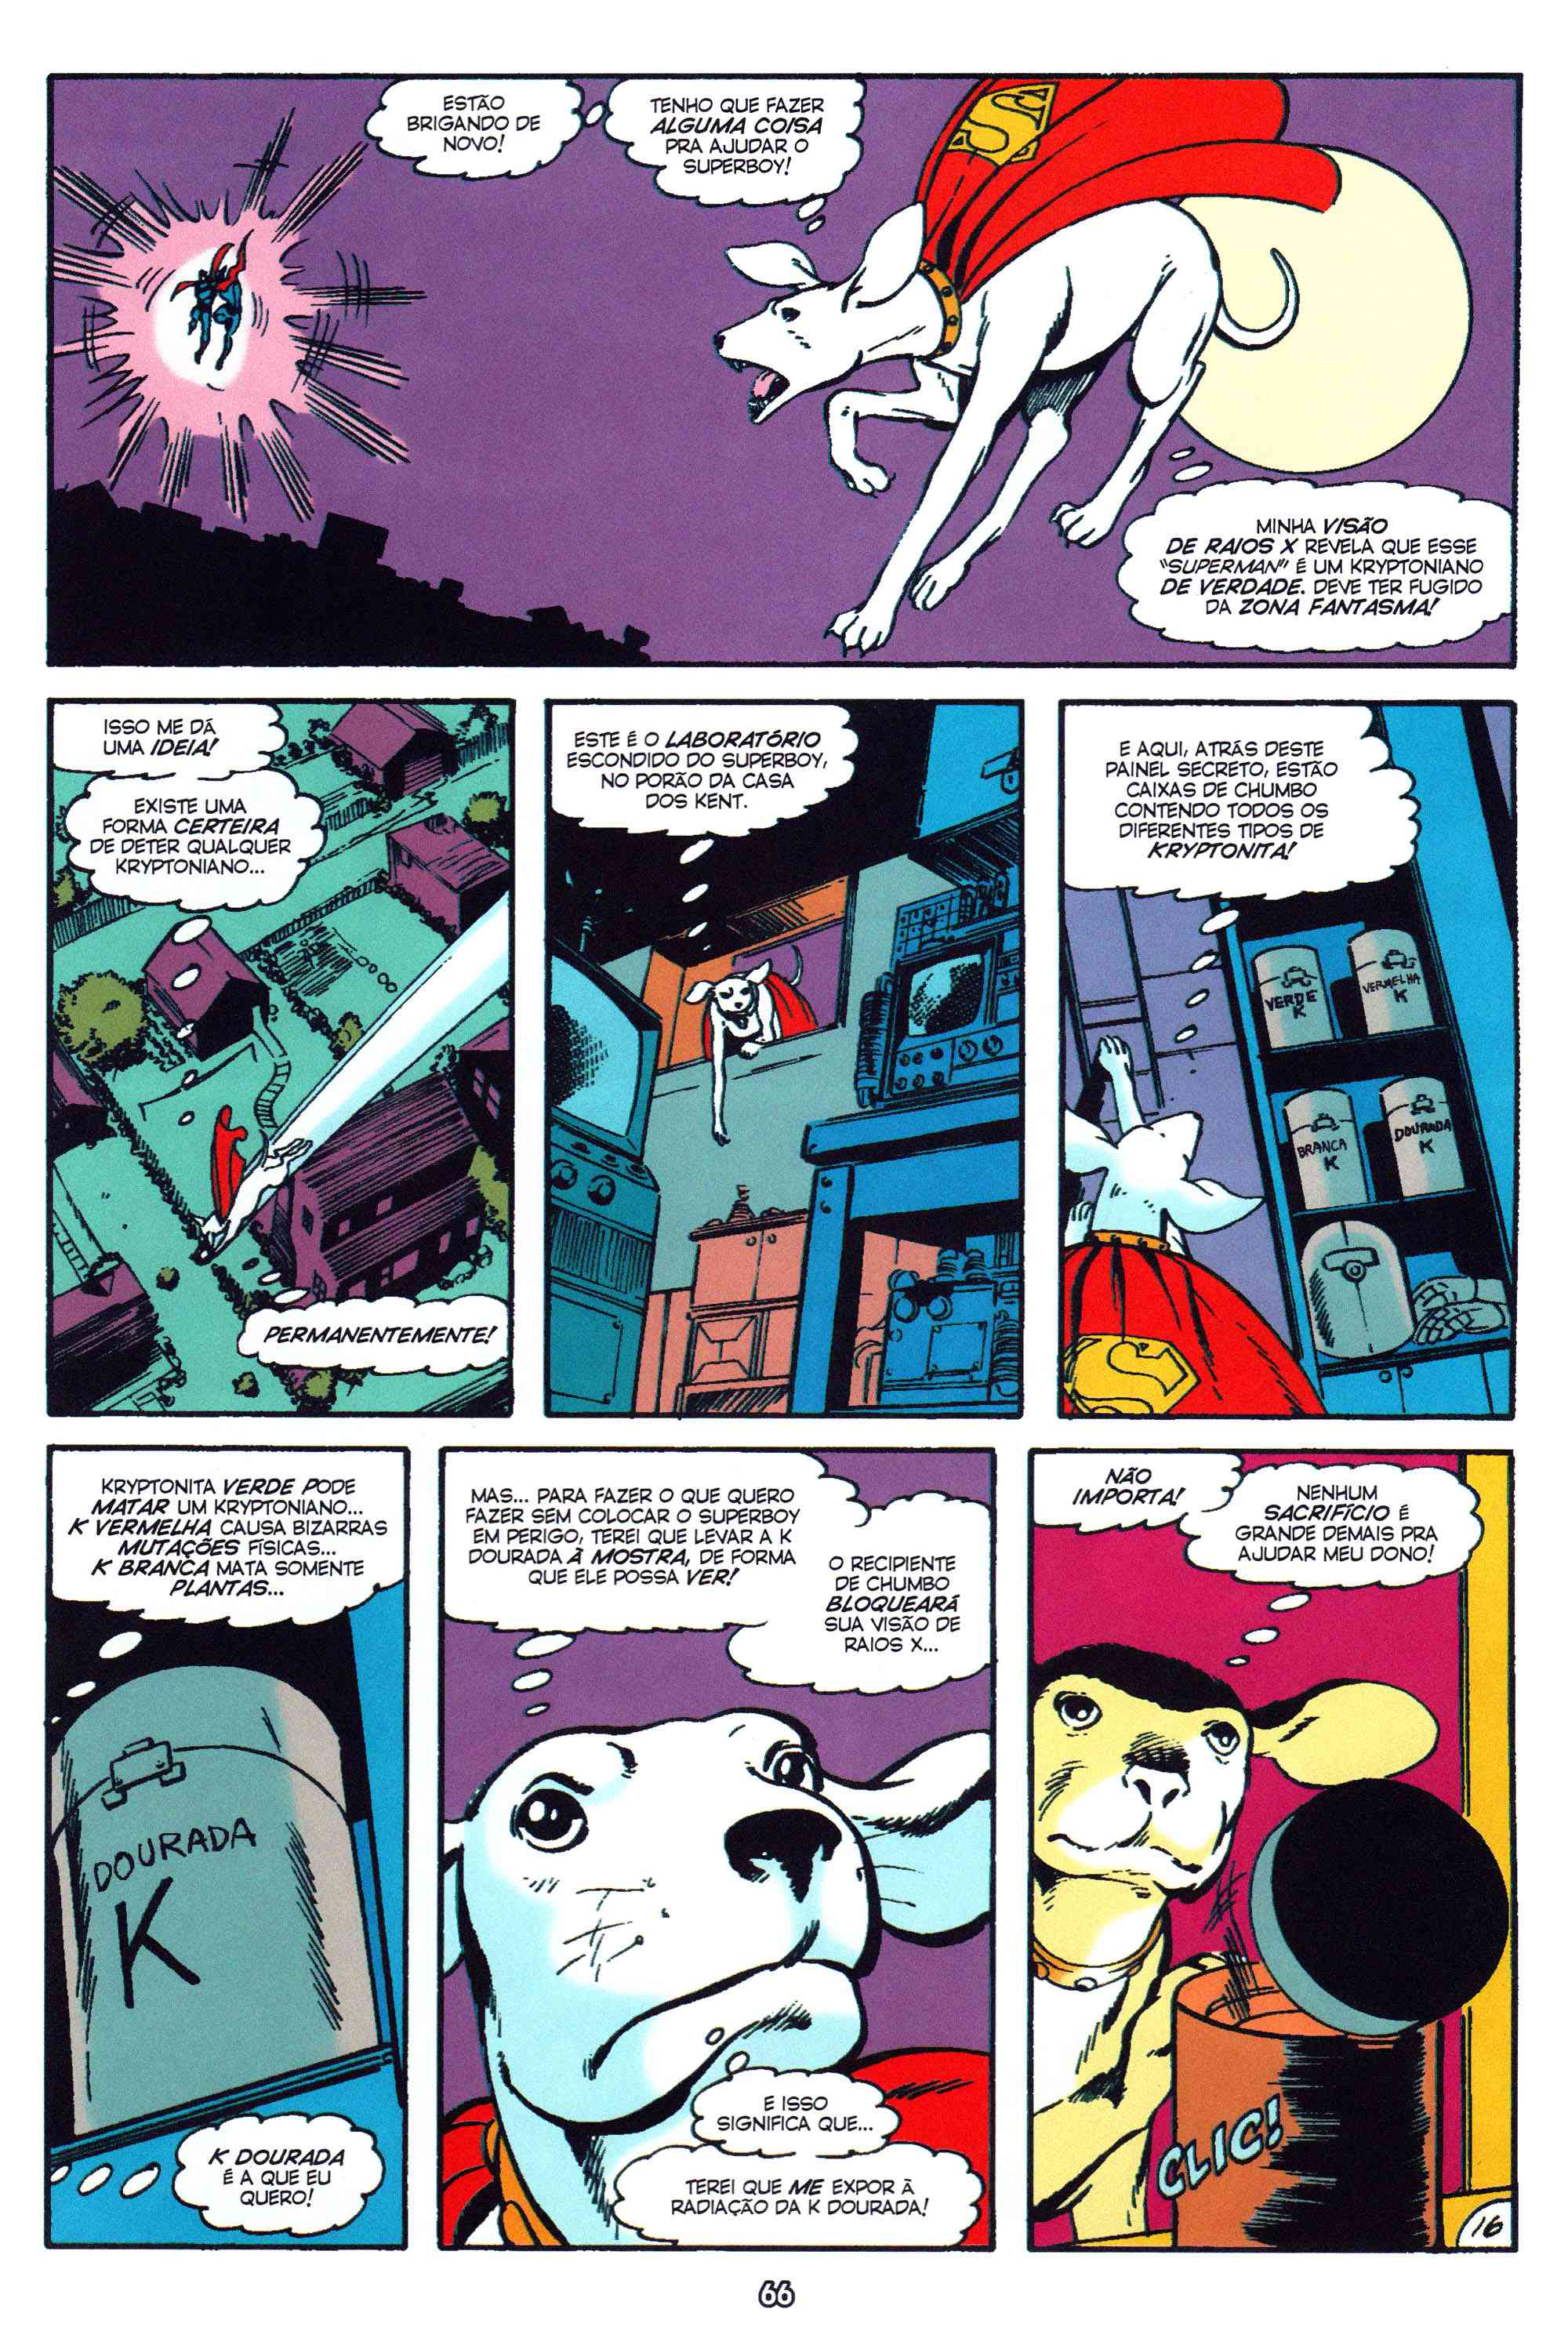 ESTÃO
BRIGANDO DE
NOVO!
TENHO QUE FAZER
ALGUMA COISA
PRA AJUDAR O
SUPERBOY!
MINHA VISÃO
DE RAIOS X REVELA QUE ESSE
"SUPERMAN" É UM KRYPTONIANO
DE VERDADE. DEVE TER FUGIDO
DA ZONA FANTASMA!
ISSO ME DÁ
UMA IDEIA!
EXISTE UMA
FORMA CERTEIRA
DE DETER QUALQUER
KRYPTONIANO...
PERMANENTEMENTE!
ESTE É O LABORATÓRIO
ESCONDIDO DO SUPERBOY,
NO PORÃO DA CASA
DOS KENT.
E AQUI, ATRÁS DESTE
PAINEL SECRETO, ESTÃO
CAIXAS DE CHUMBO
CONTENDO TODOS OS
DIFERENTES TIPOS DE
KRYPTONITA!
VERDE
K
VERMELHA
K
BRANCA
K
DOURADA
K
S
KRYPTONITA VERDE PODE
MATAR UM KRYPTONIANO...
K VERMELHA CAUSA BIZARRAS
MUTAÇÕES FÍSICAS...
K BRANCA MATA SOMENTE
PLANTAS...
DOURADA
K
K DOURADA
É A QUE EU
QUERO!
MAS... PARA FAZER O QUE QUERO
FAZER SEM COLOCAR O SUPERBOY
EM PERIGO, TEREI QUE LEVAR A K
DOURADA À MOSTRA, DE FORMA
QUE ELE POSSA VER!
O RECIPIENTE
DE CHUMBO
BLOQUEARÁ
SUA VISÃO DE
RAIOS X...
E ISSO
SIGNIFICA QUE...
TEREI QUE ME EXPOR À
RADIAÇÃO DA K DOURADA!
NÃO
IMPORTA!
NENHUM
SACRIFÍCIO É
GRANDE DEMAIS PRA
AJUDAR MEU DONO!
CLIC!
16
66